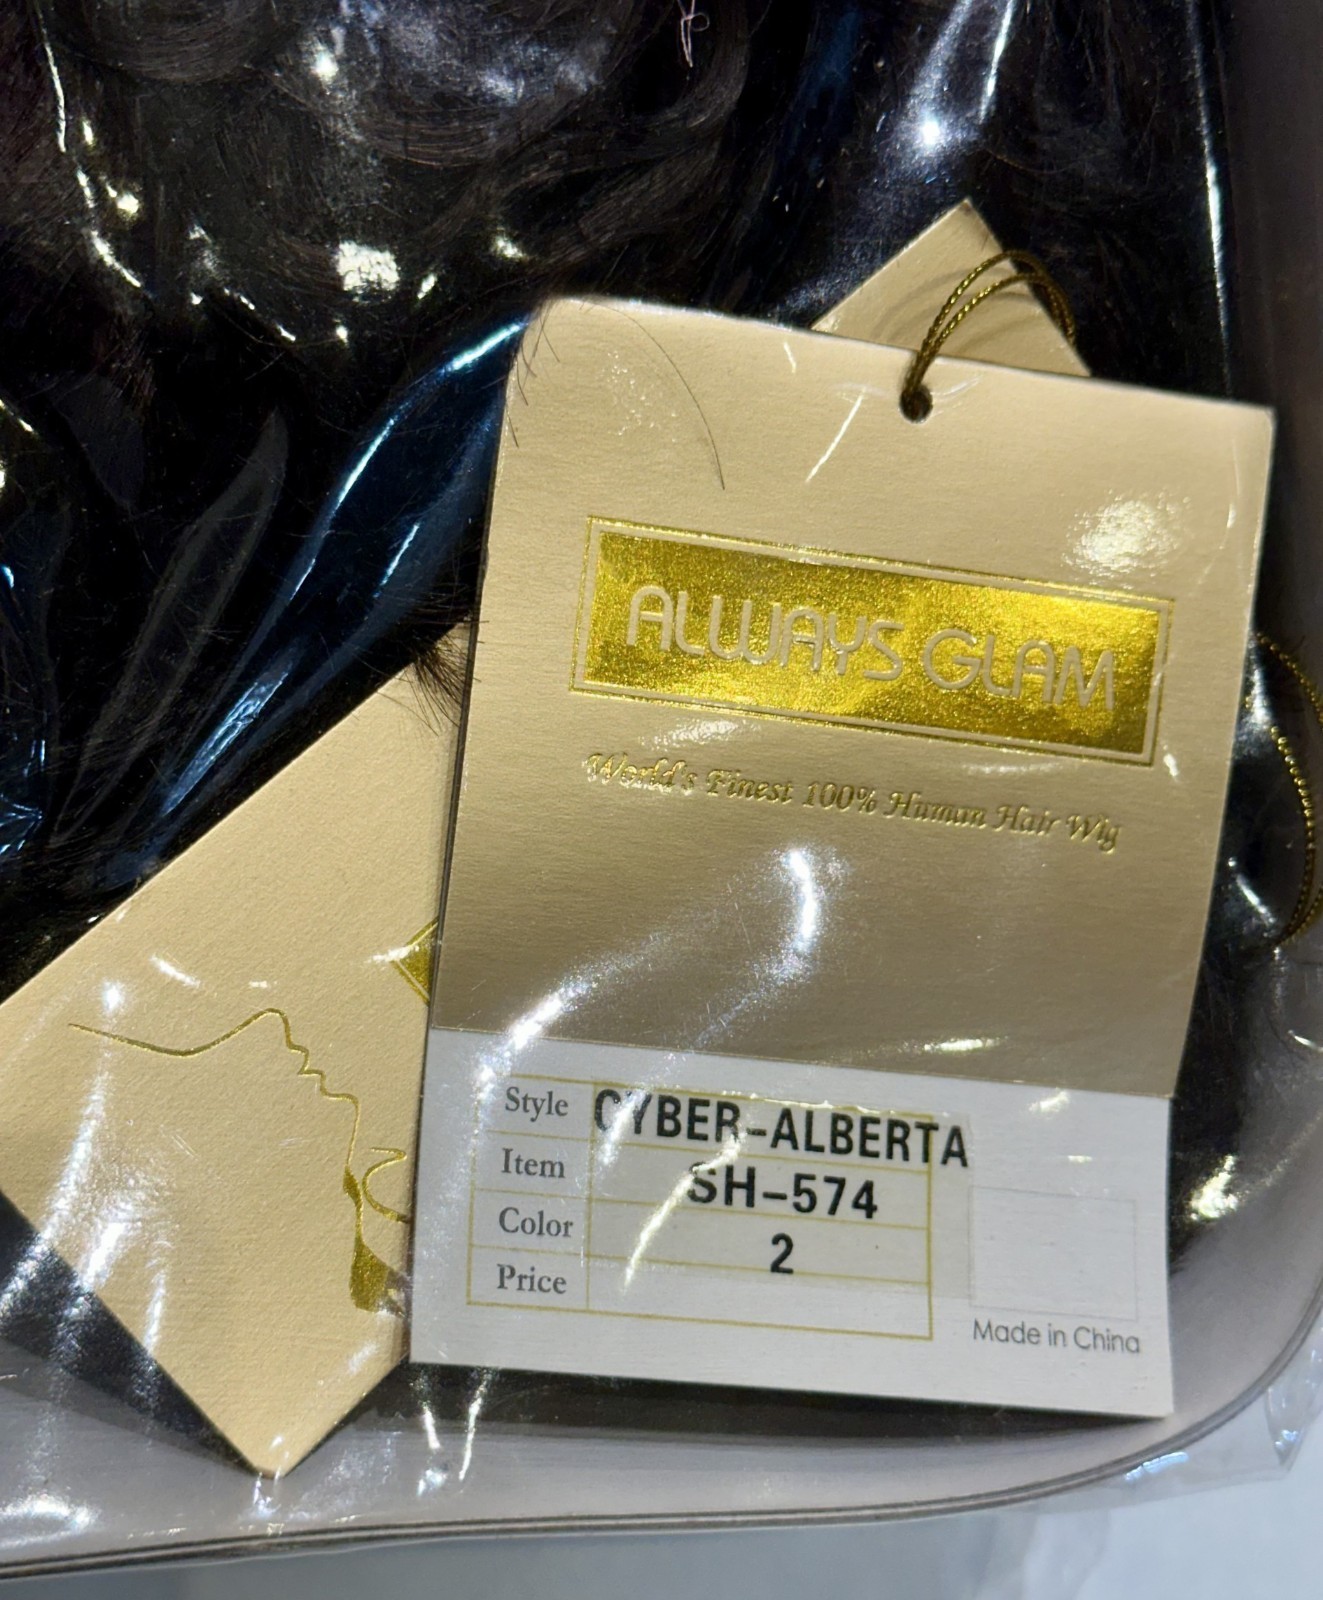 ALWAYS GLAM
World's Finest 100% Human Hair Wig
Style CYBER-ALBERTA
Item SH-574
Color 2
Price
Made in China